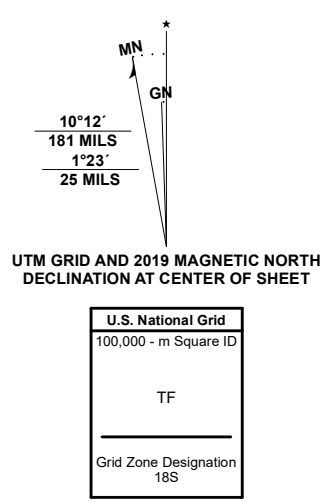 ★
MN
GN
10°12´
181 MILS
1°23´
25 MILS
UTM GRID AND 2019 MAGNETIC NORTH
DECLINATION AT CENTER OF SHEET
U.S. National Grid
100,000 - m Square ID
TF
Grid Zone Designation
18S